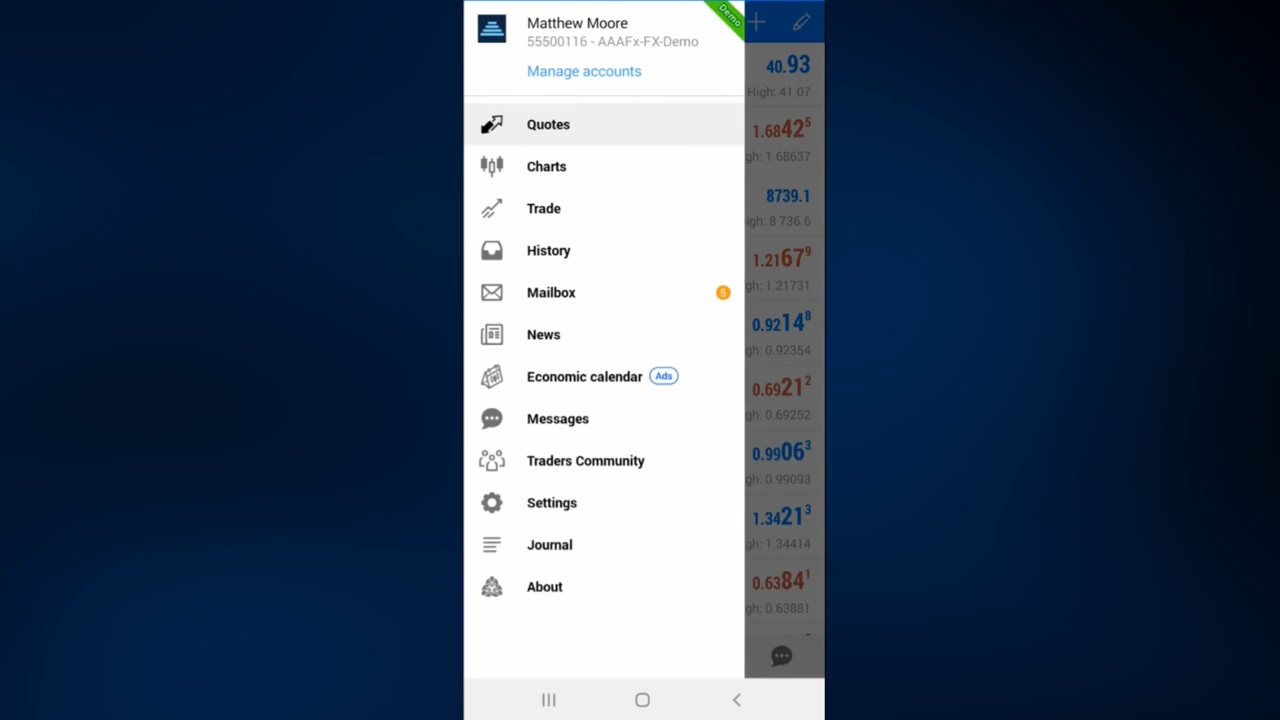 Matthew Moore
Demo
55500116 - AAAFx-FX-Demo
Manage accounts
40.93
High: 41.07
Quotes
1.68425
gh: 1.68637
Charts
8739.1
Trade
igh: 8 736.6
History
1.21679
gh: 1.21731
Mailbox
5
0.92148
News
gh: 0.92354
Economic calendar Ads
0.69212
gh: 0.69252
Messages
0.99063
Traders Community
gh: 0.99093
Settings
1.34213
Journal
gh: 1.34414
About
0.63841
gh: 0.63881